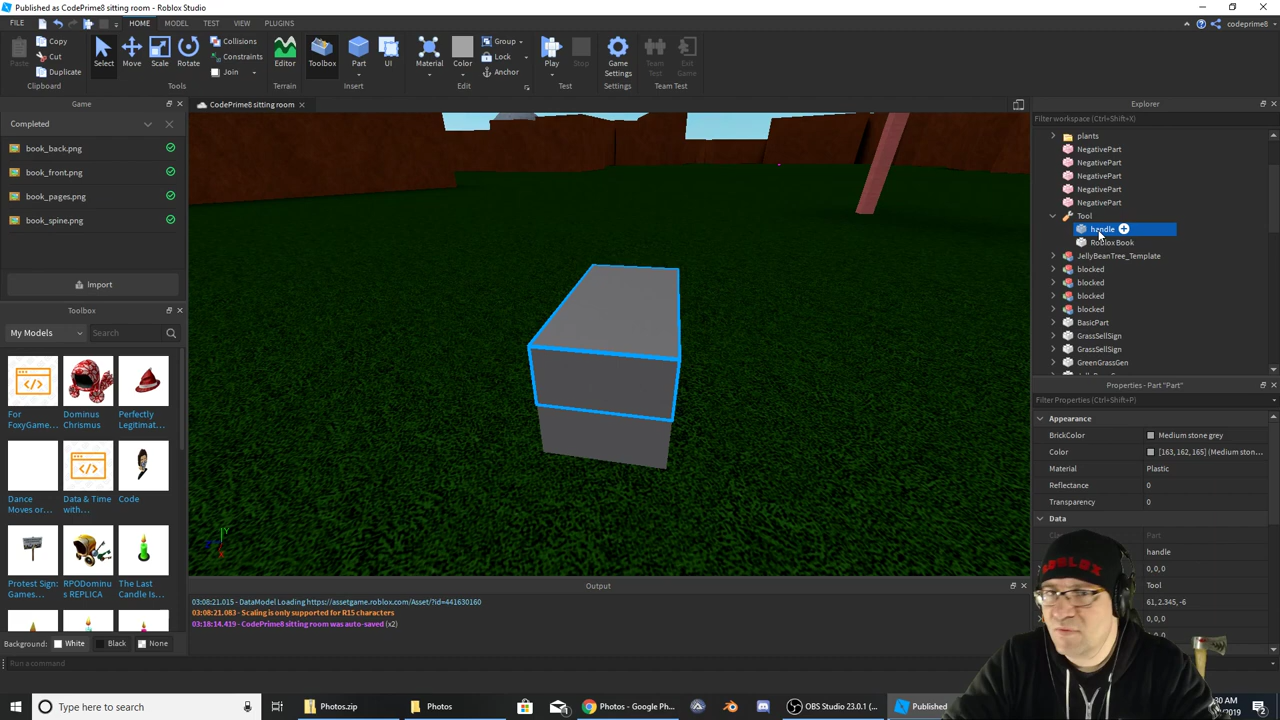 Published as CodePrime8 sitting room - Roblox Studio
FILE HOME MODEL TEST VIEW PLUGINS codeprime8
Paste Copy Cut Duplicate Clipboard
Select Move Scale Rotate Collisions Constraints Join Tools
Editor Terrain
Toolbox Part UI Insert
Material Color Group Lock Anchor Edit
Play Stop Test
Game Settings Settings
Team Test Exit Game Team Test
Game
Completed
book_back.png
book_front.png
book_pages.png
book_spine.png
Import
Toolbox
My Models Search
For FoxyGame...
Dominus Chrismus
Perfectly Legitimat...
Dance Moves or...
Data & Time with...
Code
Protest Sign: Games...
RPODominus REPLICA
The Last Candle Is...
Background: White Black None
CodePrime8 sitting room
Output
03:08:21.015 - DataModel Loading https://assetgame.roblox.com/Asset/?id=441630160
03:08:21.083 - Scaling is only supported for R15 characters
03:18:14.419 - CodePrime8 sitting room was auto-saved (x2)
Run a command
Explorer
Filter workspace (Ctrl+Shift+X)
plants
NegativePart
NegativePart
NegativePart
NegativePart
NegativePart
Tool
handle
Roblox Book
JellyBeanTree_Template
blocked
blocked
blocked
blocked
BasicPart
GrassSellSign
GrassSellSign
GreenGrassGen
Properties - Part "Part"
Filter Properties (Ctrl+Shift+P)
Appearance
BrickColor Medium stone grey
Color [163, 162, 165] (Medium ston...
Material Plastic
Reflectance 0
Transparency 0
Data
Part
handle
0, 0, 0
Tool
61, 2.345, -6
0, 0, 0
ROBLOX
Type here to search
Photos.zip
Photos
Photos - Google Ph...
OBS Studio 23.0.1 (...
Published